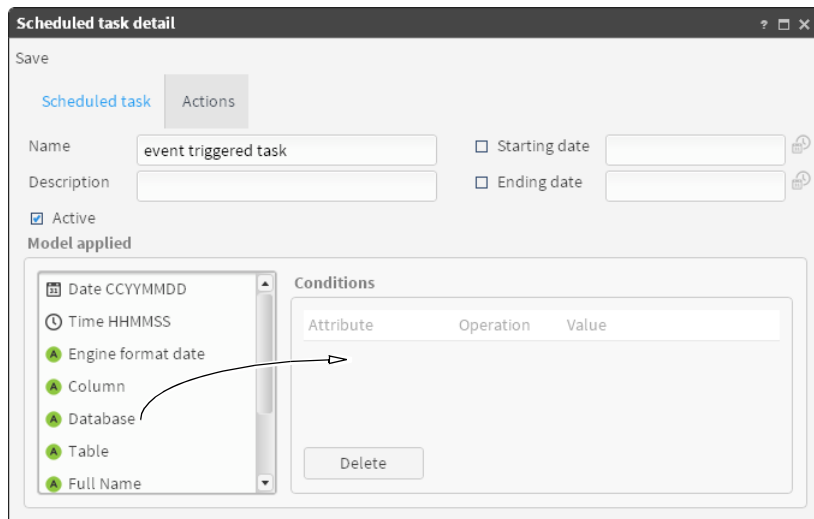 Scheduled task detail
Save
Scheduled task Actions
Name event triggered task Starting date
Description Ending date
Active
Model applied
Date CCYYMMDD
Time HHMMSS
Engine format date
Column
Database
Table
Full Name
Conditions
Attribute Operation Value
Delete